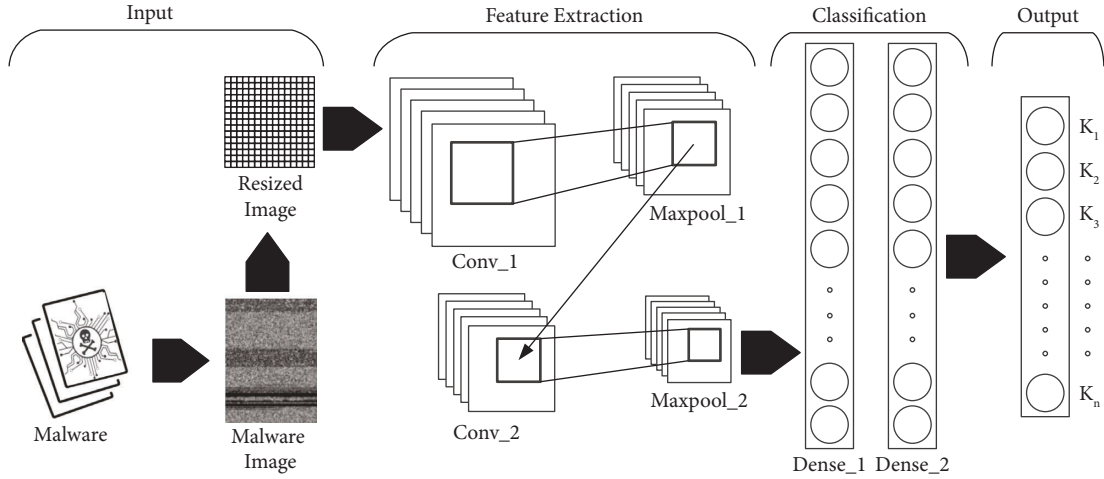 Input
Feature Extraction
Classification
Output
Resized
Image
Malware
Malware
Image
Conv_1
Maxpool_1
Conv_2
Maxpool_2
Dense_1
Dense_2
K1
K2
K3
Kn